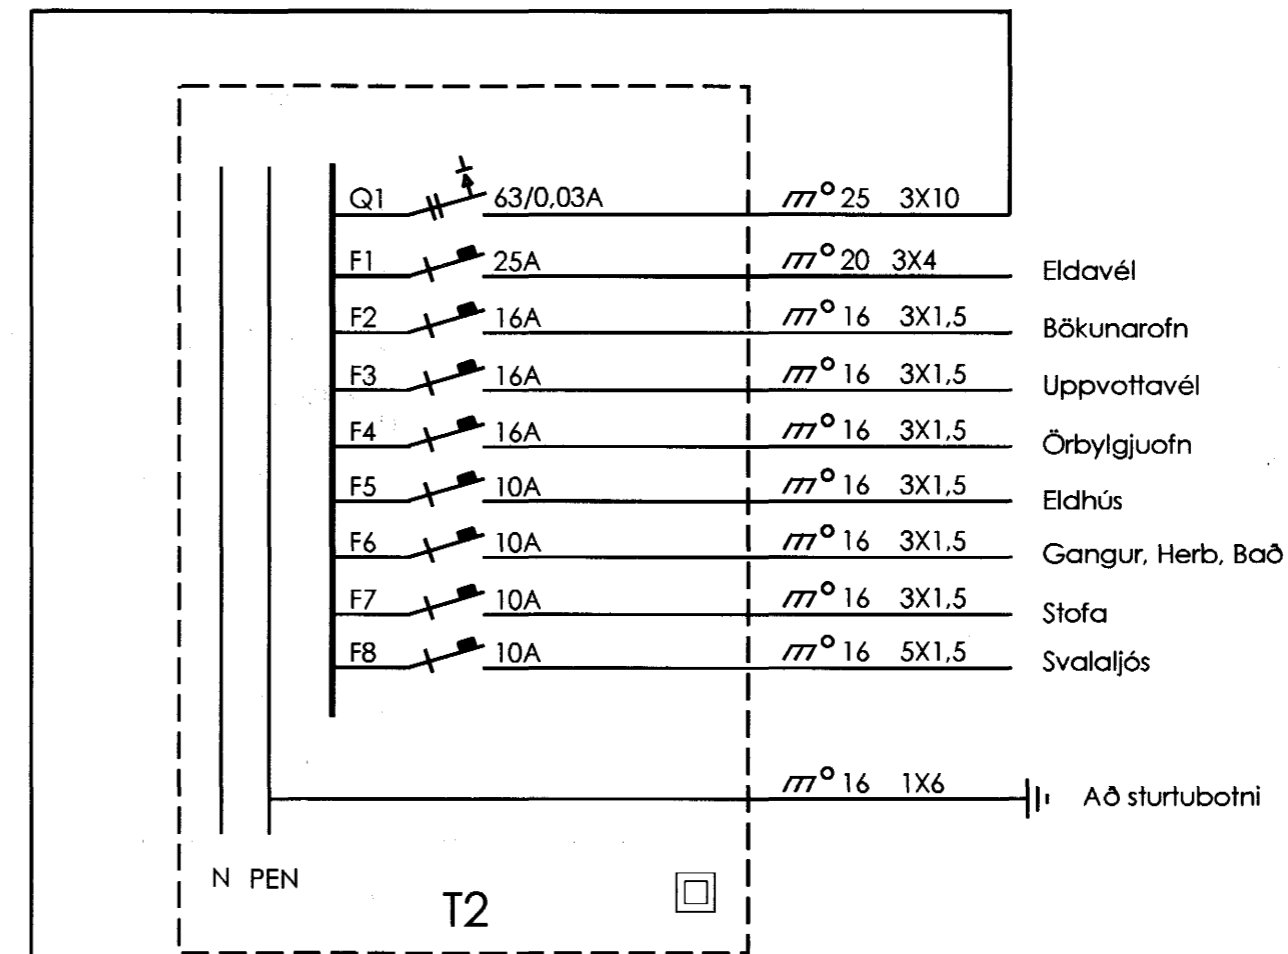 Q1 63/0,03A 25 3X10
F1 25A 20 3X4 Eldavél
F2 16A 16 3X1,5 Bökunarofn
F3 16A 16 3X1,5 Uppvottavél
F4 16A 16 3X1,5 Örbylgjuofn
F5 10A 16 3X1,5 Eldhús
F6 10A 16 3X1,5 Gangur, Herb, Bað
F7 10A 16 3X1,5 Stofa
F8 10A 16 5X1,5 Svalaljós
16 1X6 Að sturtubotni
N PEN
T2